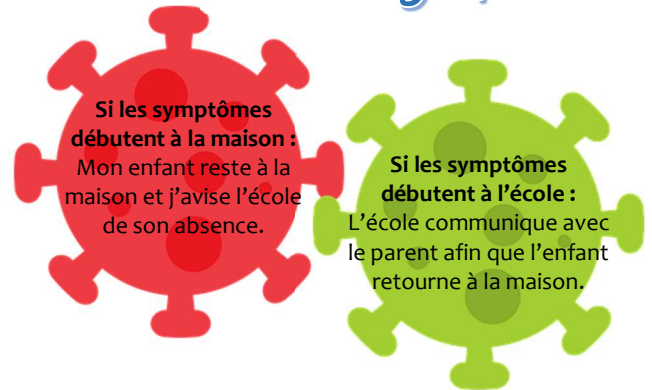 Si les symptômes
débutent à la maison :
Mon enfant reste à la
maison et j’avise l’école
de son absence.
Si les symptômes
débutent à l’école :
L’école communique avec
le parent afin que l’enfant
retourne à la maison.